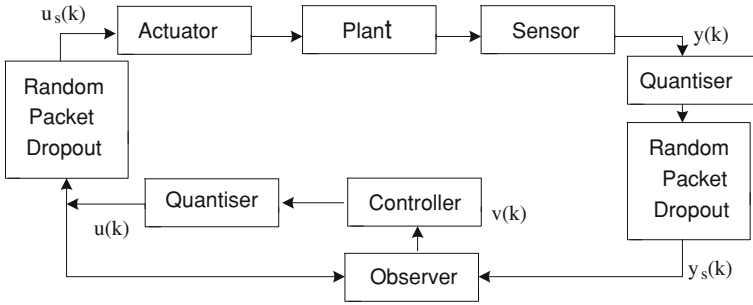 u_s(k)
Actuator
Plant
Sensor
y(k)
Random
Packet
Dropout
Quantiser
Random
Packet
Dropout
Quantiser
Controller
u(k)
v(k)
Observer
y_s(k)